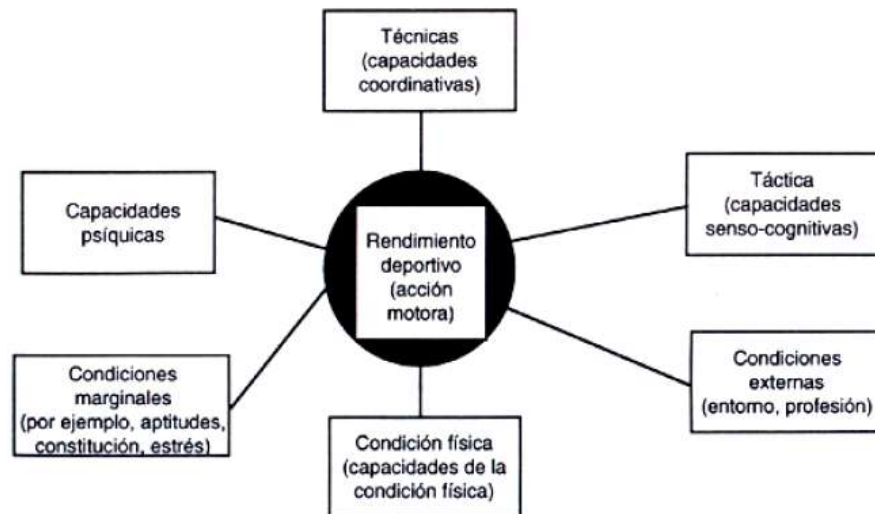 Técnicas
(capacidades
coordinativas)
Capacidades
psíquicas
Táctica
(capacidades
senso-cognitivas)
Rendimiento
deportivo
(acción
motora)
Condiciones
marginales
(por ejemplo, aptitudes,
constitución, estrés)
Condiciones
externas
(entorno, profesión)
Condición física
(capacidades de la
condición física)